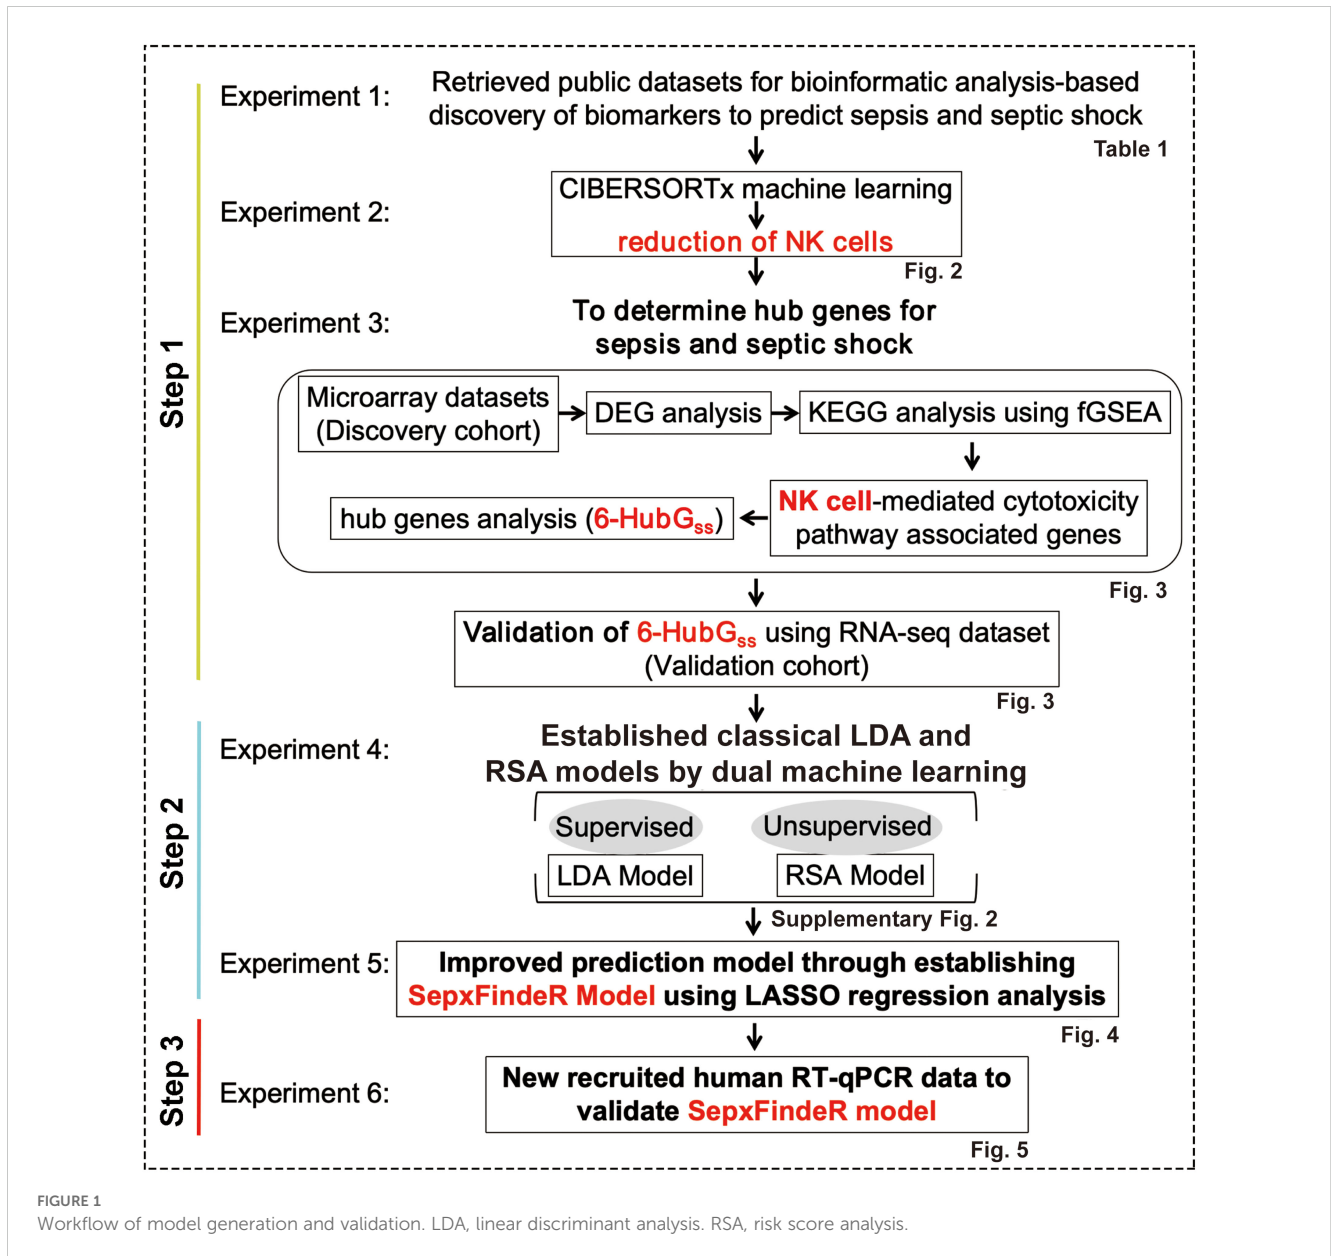 Step 1
Experiment 1:
Retrieved public datasets for bioinformatic analysis-based
discovery of biomarkers to predict sepsis and septic shock
Table 1
Experiment 2:
CIBERSORTx machine learning
reduction of NK cells
Fig. 2
Experiment 3:
To determine hub genes for
sepsis and septic shock
Microarray datasets
(Discovery cohort)
DEG analysis
KEGG analysis using fGSEA
NK cell-mediated cytotoxicity
pathway associated genes
hub genes analysis (6-HubGss)
Fig. 3
Validation of 6-HubGss using RNA-seq dataset
(Validation cohort)
Fig. 3
Step 2
Experiment 4:
Established classical LDA and
RSA models by dual machine learning
Supervised
Unsupervised
LDA Model
RSA Model
Supplementary Fig. 2
Experiment 5:
Improved prediction model through establishing
SepxFindeR Model using LASSO regression analysis
Fig. 4
Step 3
Experiment 6:
New recruited human RT-qPCR data to
validate SepxFindeR model
Fig. 5
FIGURE 1
Workflow of model generation and validation. LDA, linear discriminant analysis. RSA, risk score analysis.